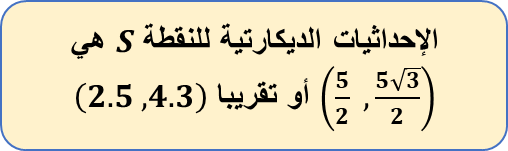 الإحداثيات الديكارتية للنقطة S هي
(5/2 , 5√3/2) أو تقريبا (2.5 ,4.3)